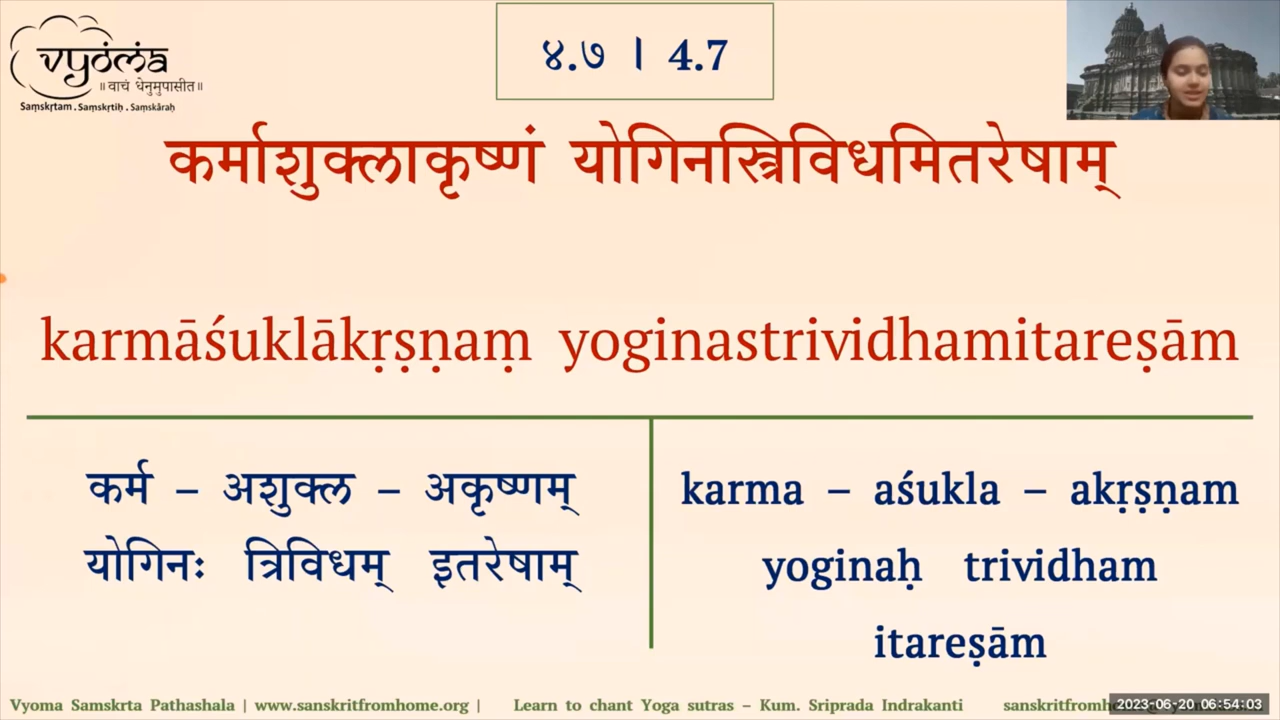 vyoma
॥ वाचं धेनुमुपासीत॥
Saṃskṛtam . Saṃskṛtiḥ . Saṃskāraḥ
४.७ । 4.7
कर्माशुक्लाकृष्णं योगिनस्त्रिविधमितरेषाम्
karmāśuklākṛṣṇaṃ yoginastrividhamitareṣām
कर्म – अशुक्ल – अकृष्णम्
योगिनः त्रिविधम् इतरेषाम्
karma – aśukla – akṛṣṇam
yoginaḥ trividham
itareṣām
Vyoma Samskrta Pathashala | www.sanskritfromhome.org | Learn to chant Yoga sutras – Kum. Sriprada Indrakanti
2023-06-20 06:54:03